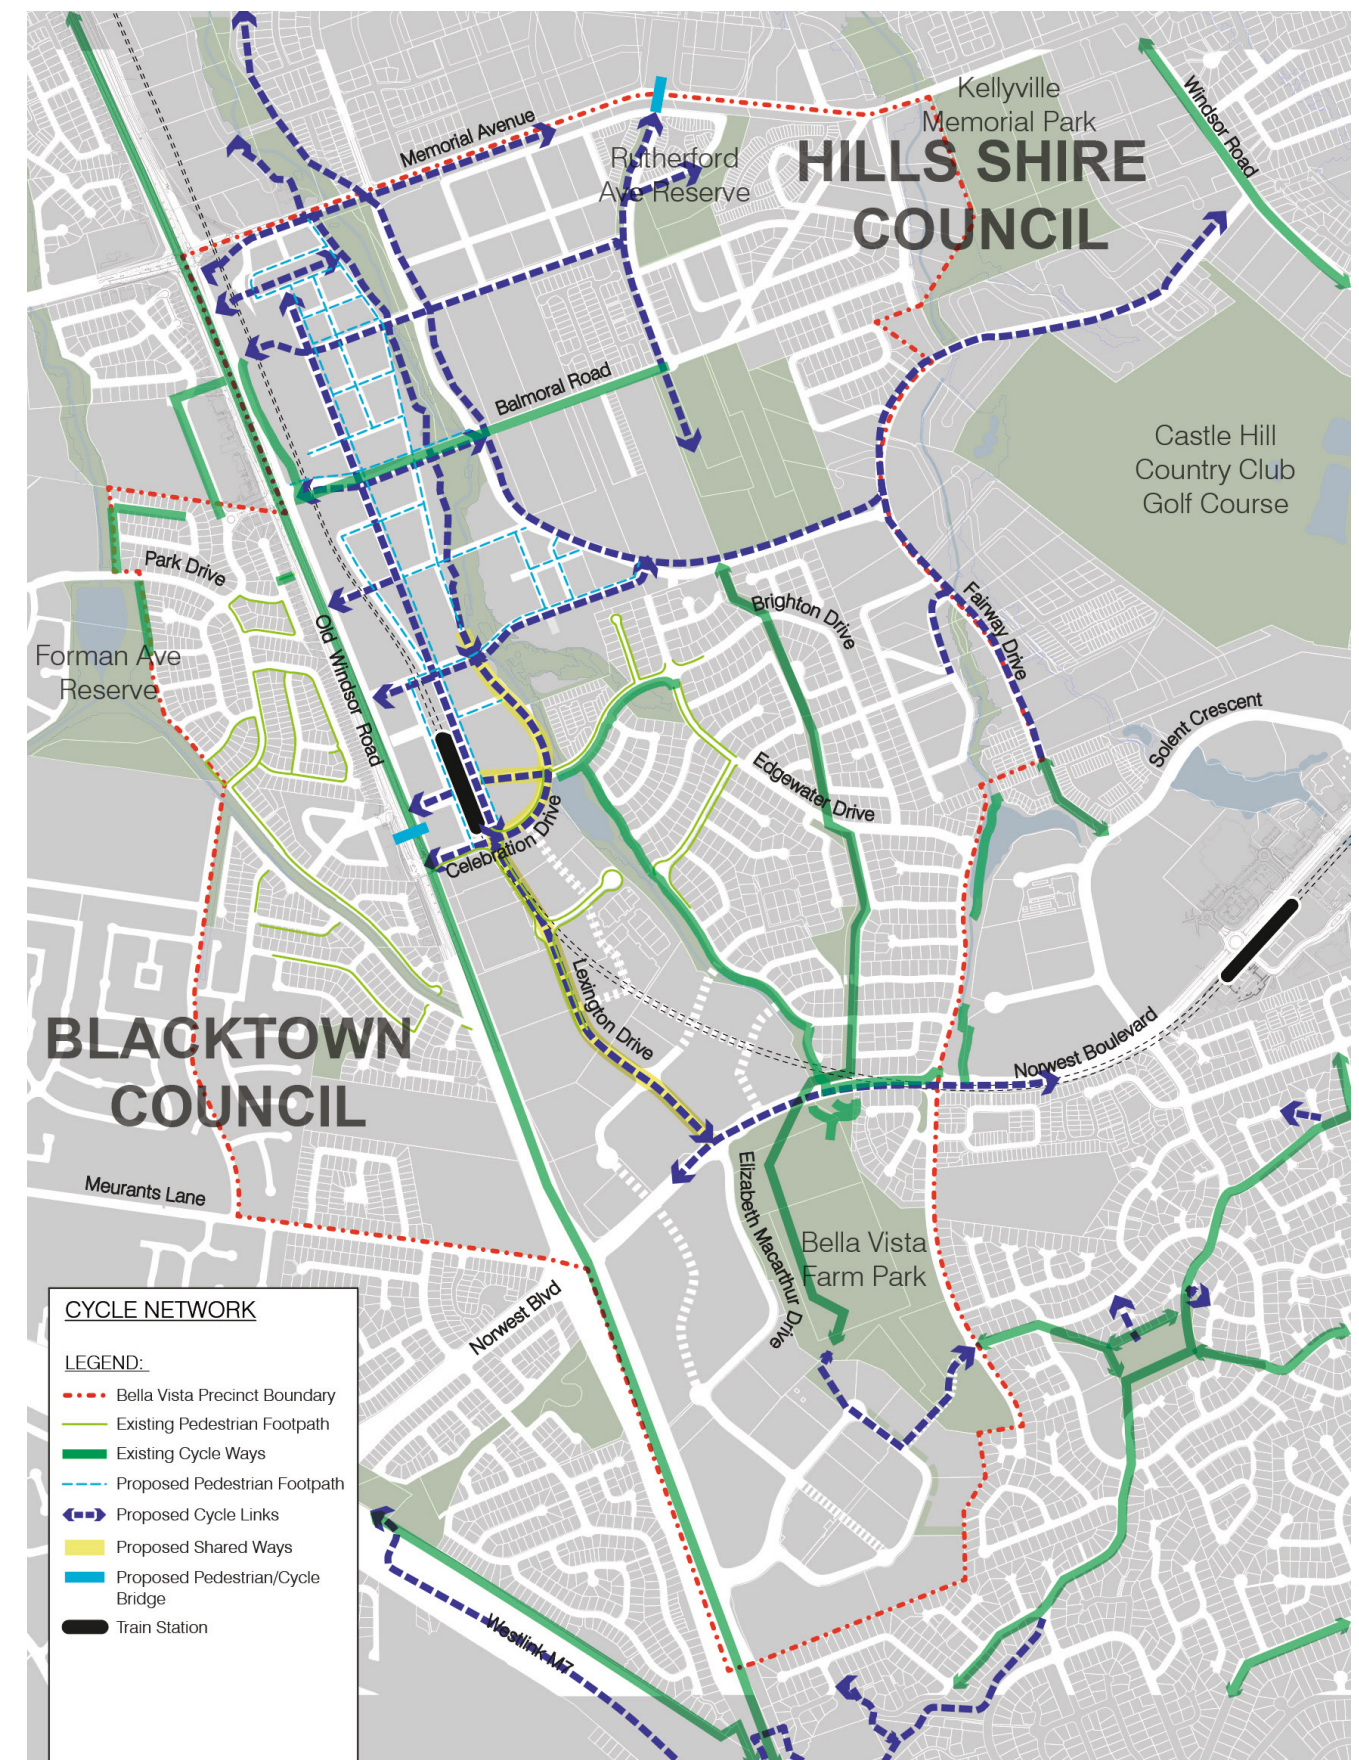 Kellyville
Memorial Park
Windsor Road
Memorial Avenue
Rutherford
Ave Reserve
HILLS SHIRE
COUNCIL
Balmoral Road
Castle Hill
Country Club
Golf Course
Park Drive
Brighton Drive
Fairway Drive
Old Windsor Road
Forman Ave
Reserve
Solent Crescent
Edgewater Drive
Celebration Drive
Lexington Drive
BLACKTOWN
COUNCIL
Norwest Boulevard
Meurants Lane
Elizabeth Macarthur Drive
Bella Vista
Farm Park
Norwest Blvd
CYCLE NETWORK
LEGEND:
Bella Vista Precinct Boundary
Existing Pedestrian Footpath
Existing Cycle Ways
Proposed Pedestrian Footpath
Proposed Cycle Links
Proposed Shared Ways
Proposed Pedestrian/Cycle
Bridge
Train Station
Westlink M7